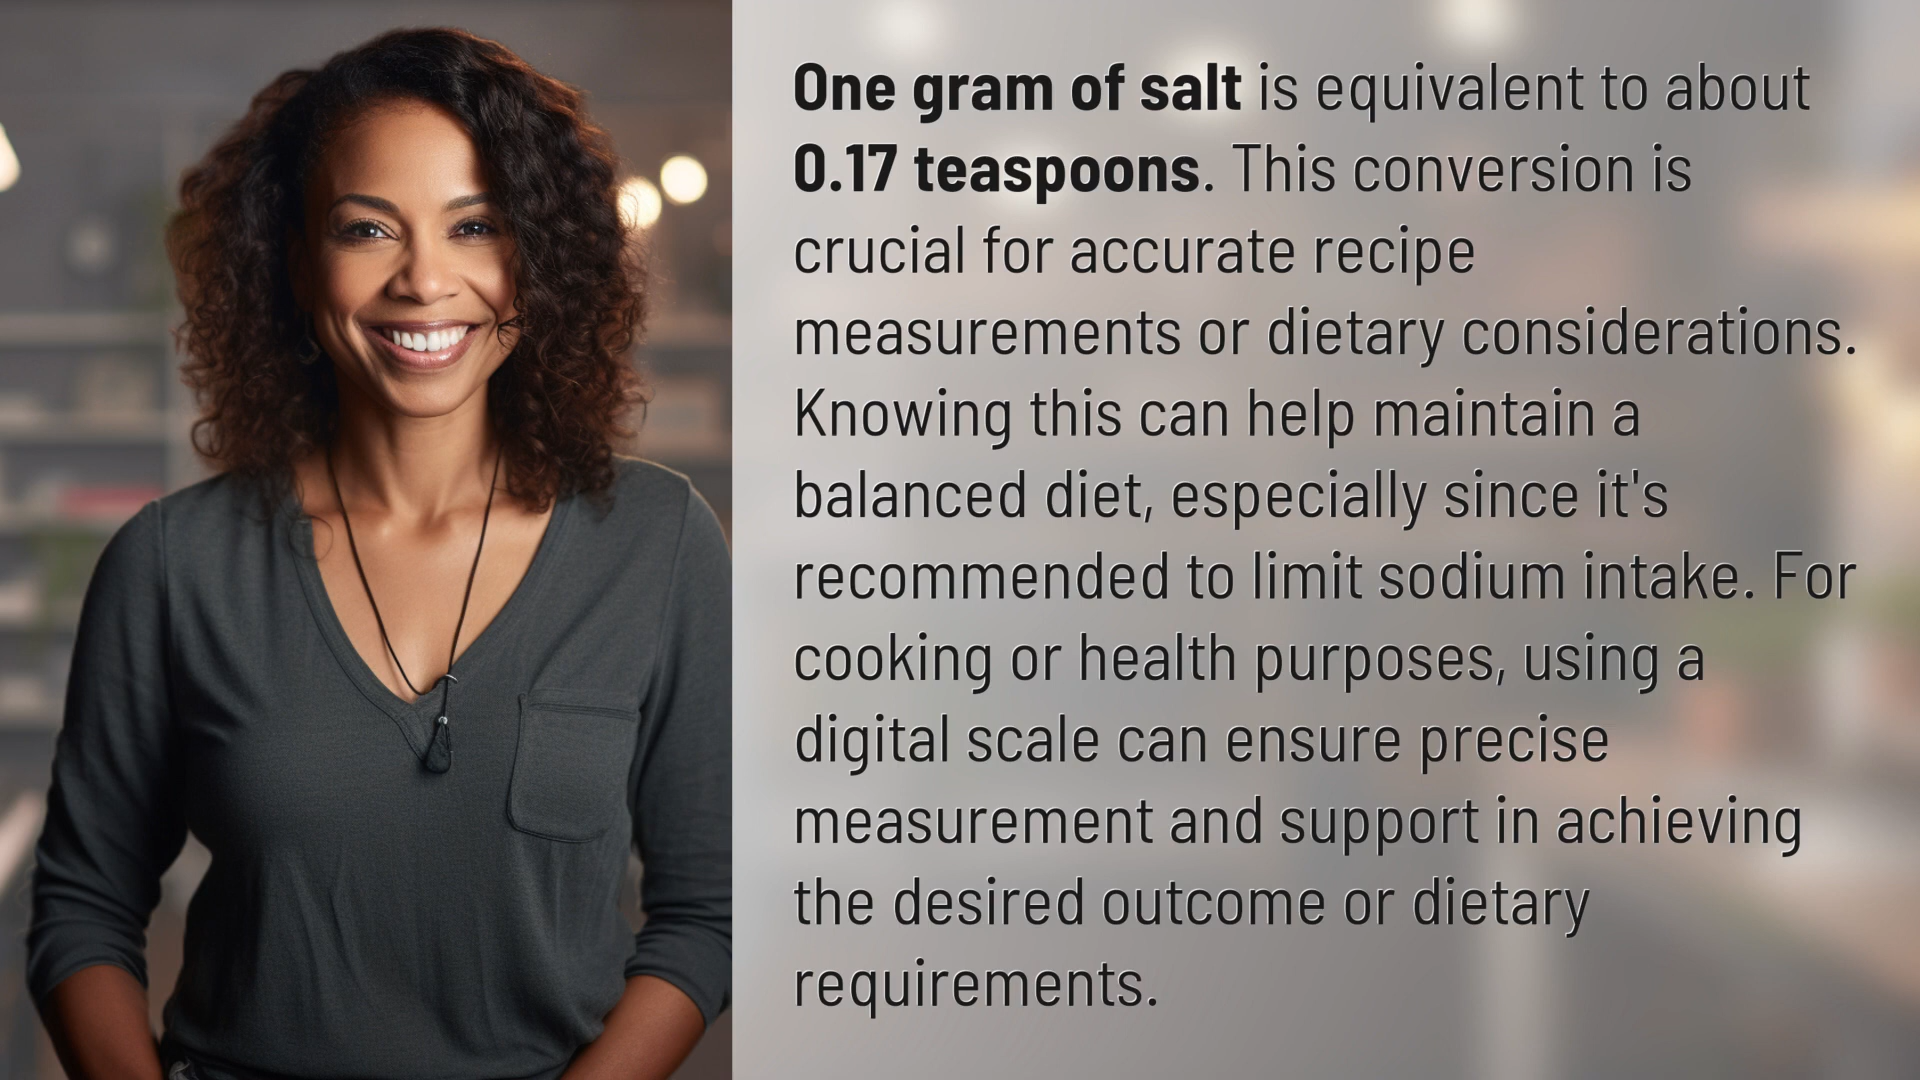 One gram of salt is equivalent to about
0.17 teaspoons. This conversion is
crucial for accurate recipe
measurements or dietary considerations.
Knowing this can help maintain a
balanced diet, especially since it's
recommended to limit sodium intake. For
cooking or health purposes, using a
digital scale can ensure precise
measurement and support in achieving
the desired outcome or dietary
requirements.